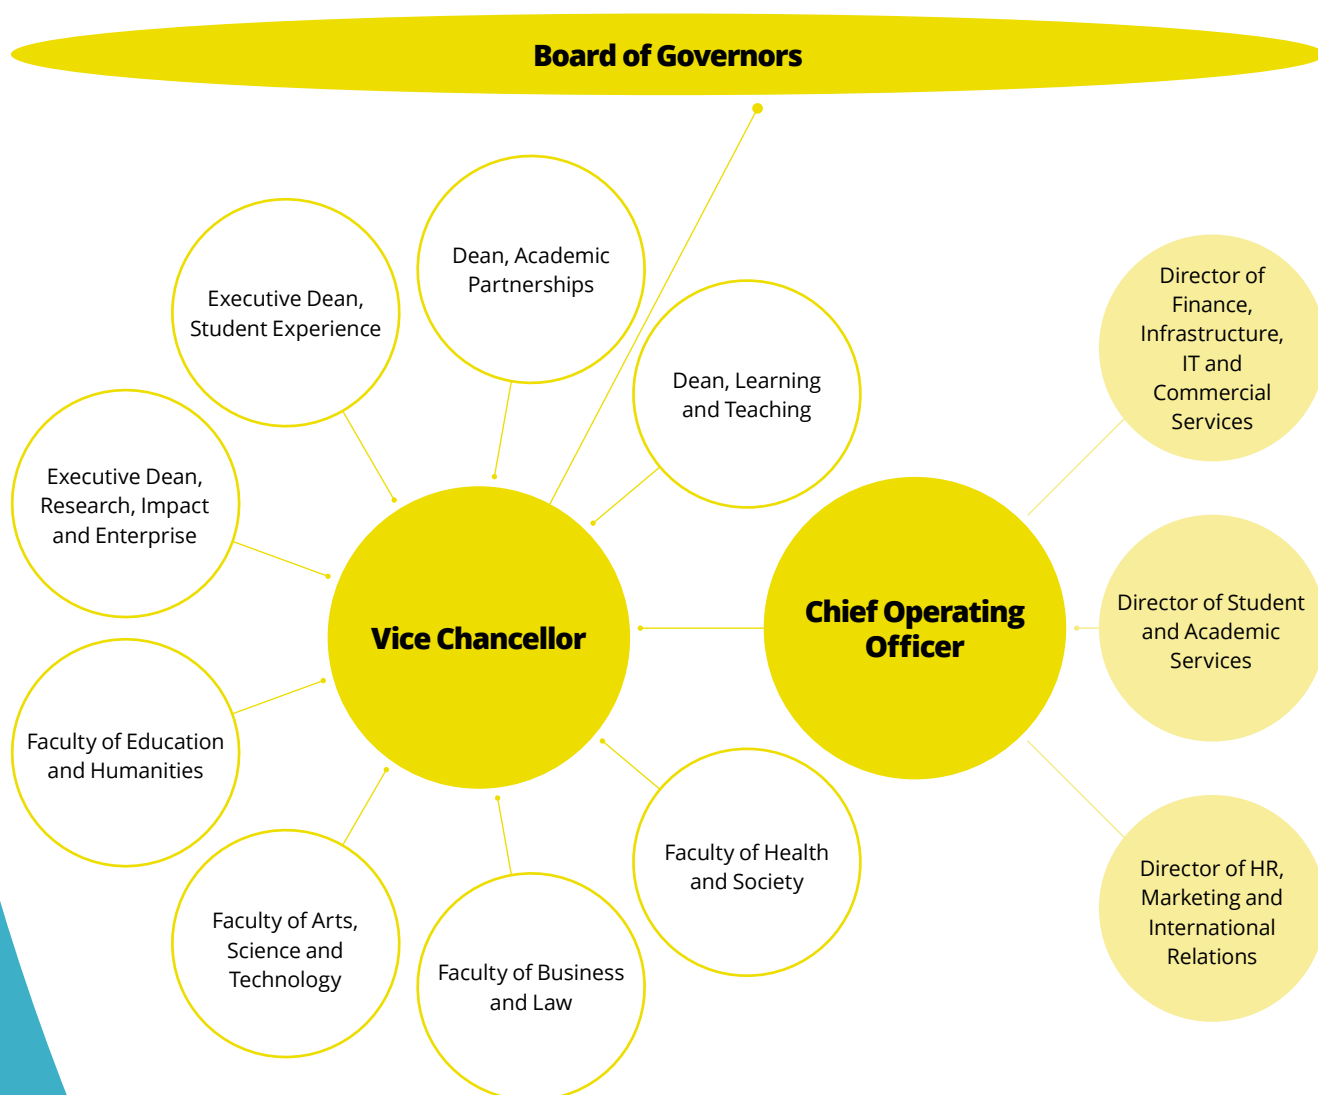 Board of Governors
Dean, Academic
Partnerships
Executive Dean,
Student Experience
Dean, Learning
and Teaching
Executive Dean,
Research, Impact
and Enterprise
Vice Chancellor
Chief Operating
Officer
Director of
Finance,
Infrastructure,
IT and
Commercial
Services
Director of Student
and Academic
Services
Director of HR,
Marketing and
International
Relations
Faculty of Education
and Humanities
Faculty of Arts,
Science and
Technology
Faculty of Business
and Law
Faculty of Health
and Society